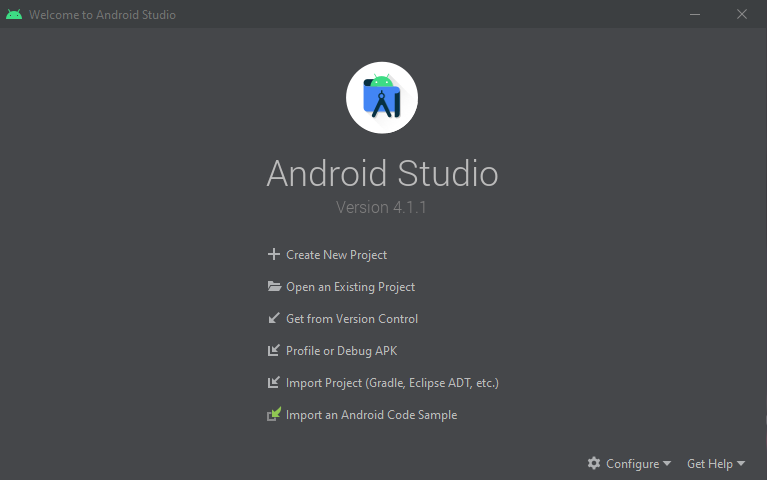 Welcome to Android Studio
Android Studio
Version 4.1.1
Create New Project
Open an Existing Project
Get from Version Control
Profile or Debug APK
Import Project (Gradle, Eclipse ADT, etc.)
Import an Android Code Sample
Configure Get Help